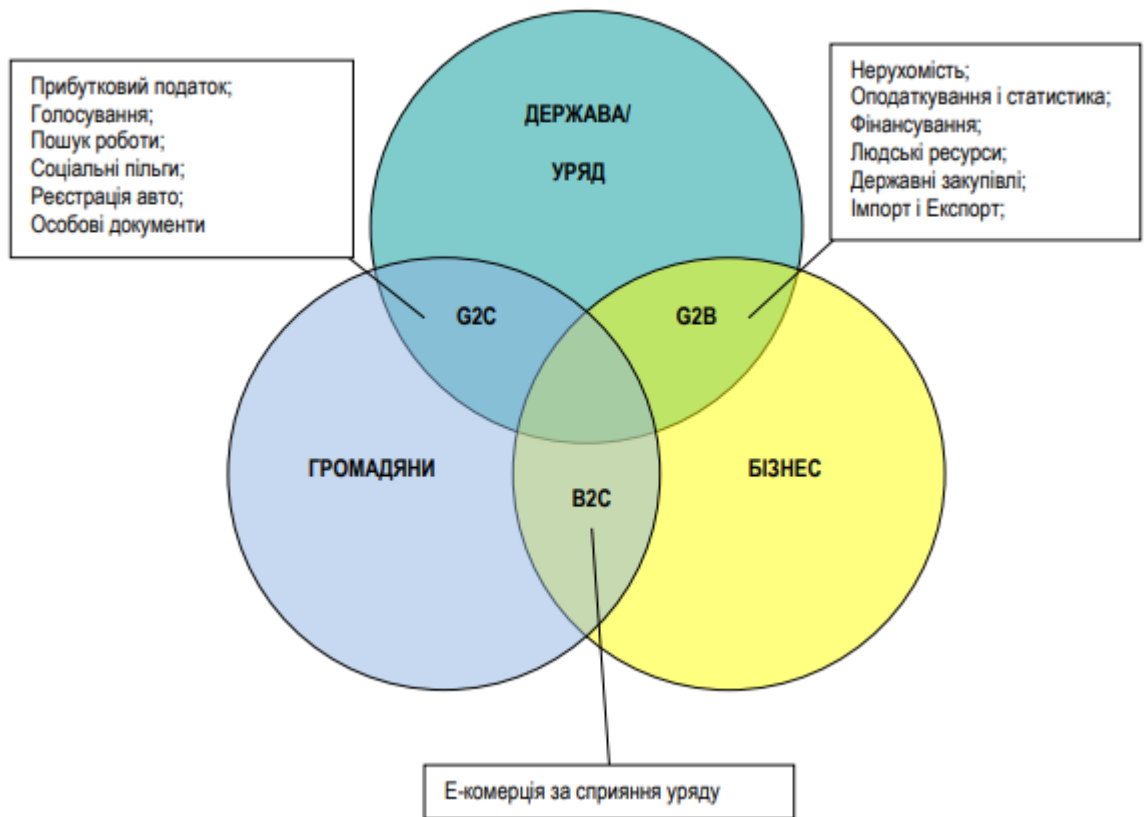 Прибутковий податок;
Голосування;
Пошук роботи;
Соціальні пільги;
Реєстрація авто;
Особові документи
ДЕРЖАВА/
УРЯД
Нерухомість;
Оподаткування і статистика;
Фінансування;
Людські ресурси;
Державні закупівлі;
Імпорт і Експорт;
G2C
G2B
ГРОМАДЯНИ
БІЗНЕС
B2C
Е-комерція за сприяння уряду